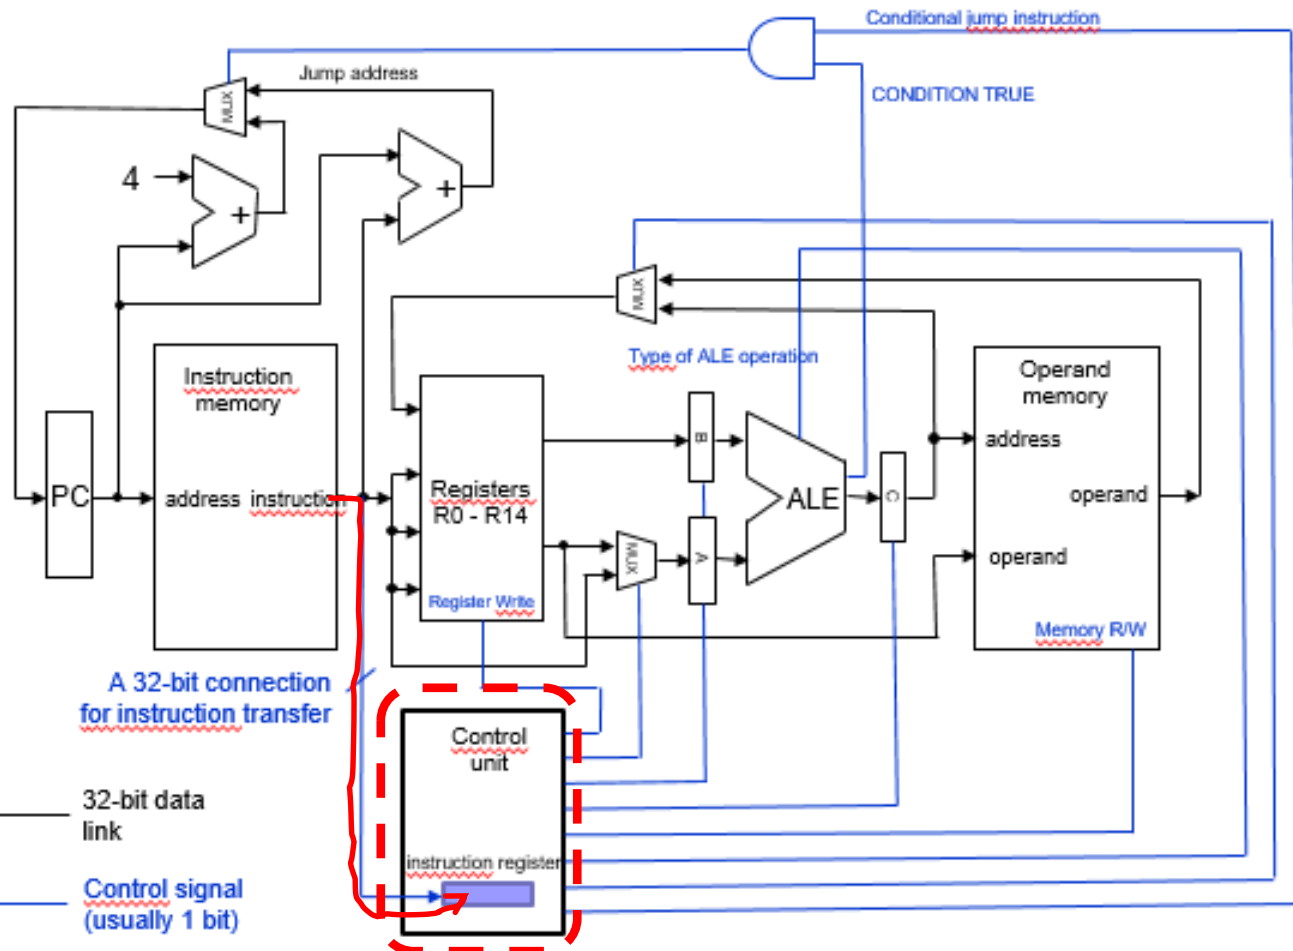 Conditional jump instruction
Jump address
MUX
CONDITION TRUE
4
+
+
MUX
Type of ALE operation
Instruction
memory
Operand
memory
PC
address instruction
Registers
R0 - R14
Register Write
B
A
MUX
ALE
C
address
operand
operand
Memory R/W
A 32-bit connection
for instruction transfer
Control
unit
instruction register
32-bit data
link
Control signal
(usually 1 bit)